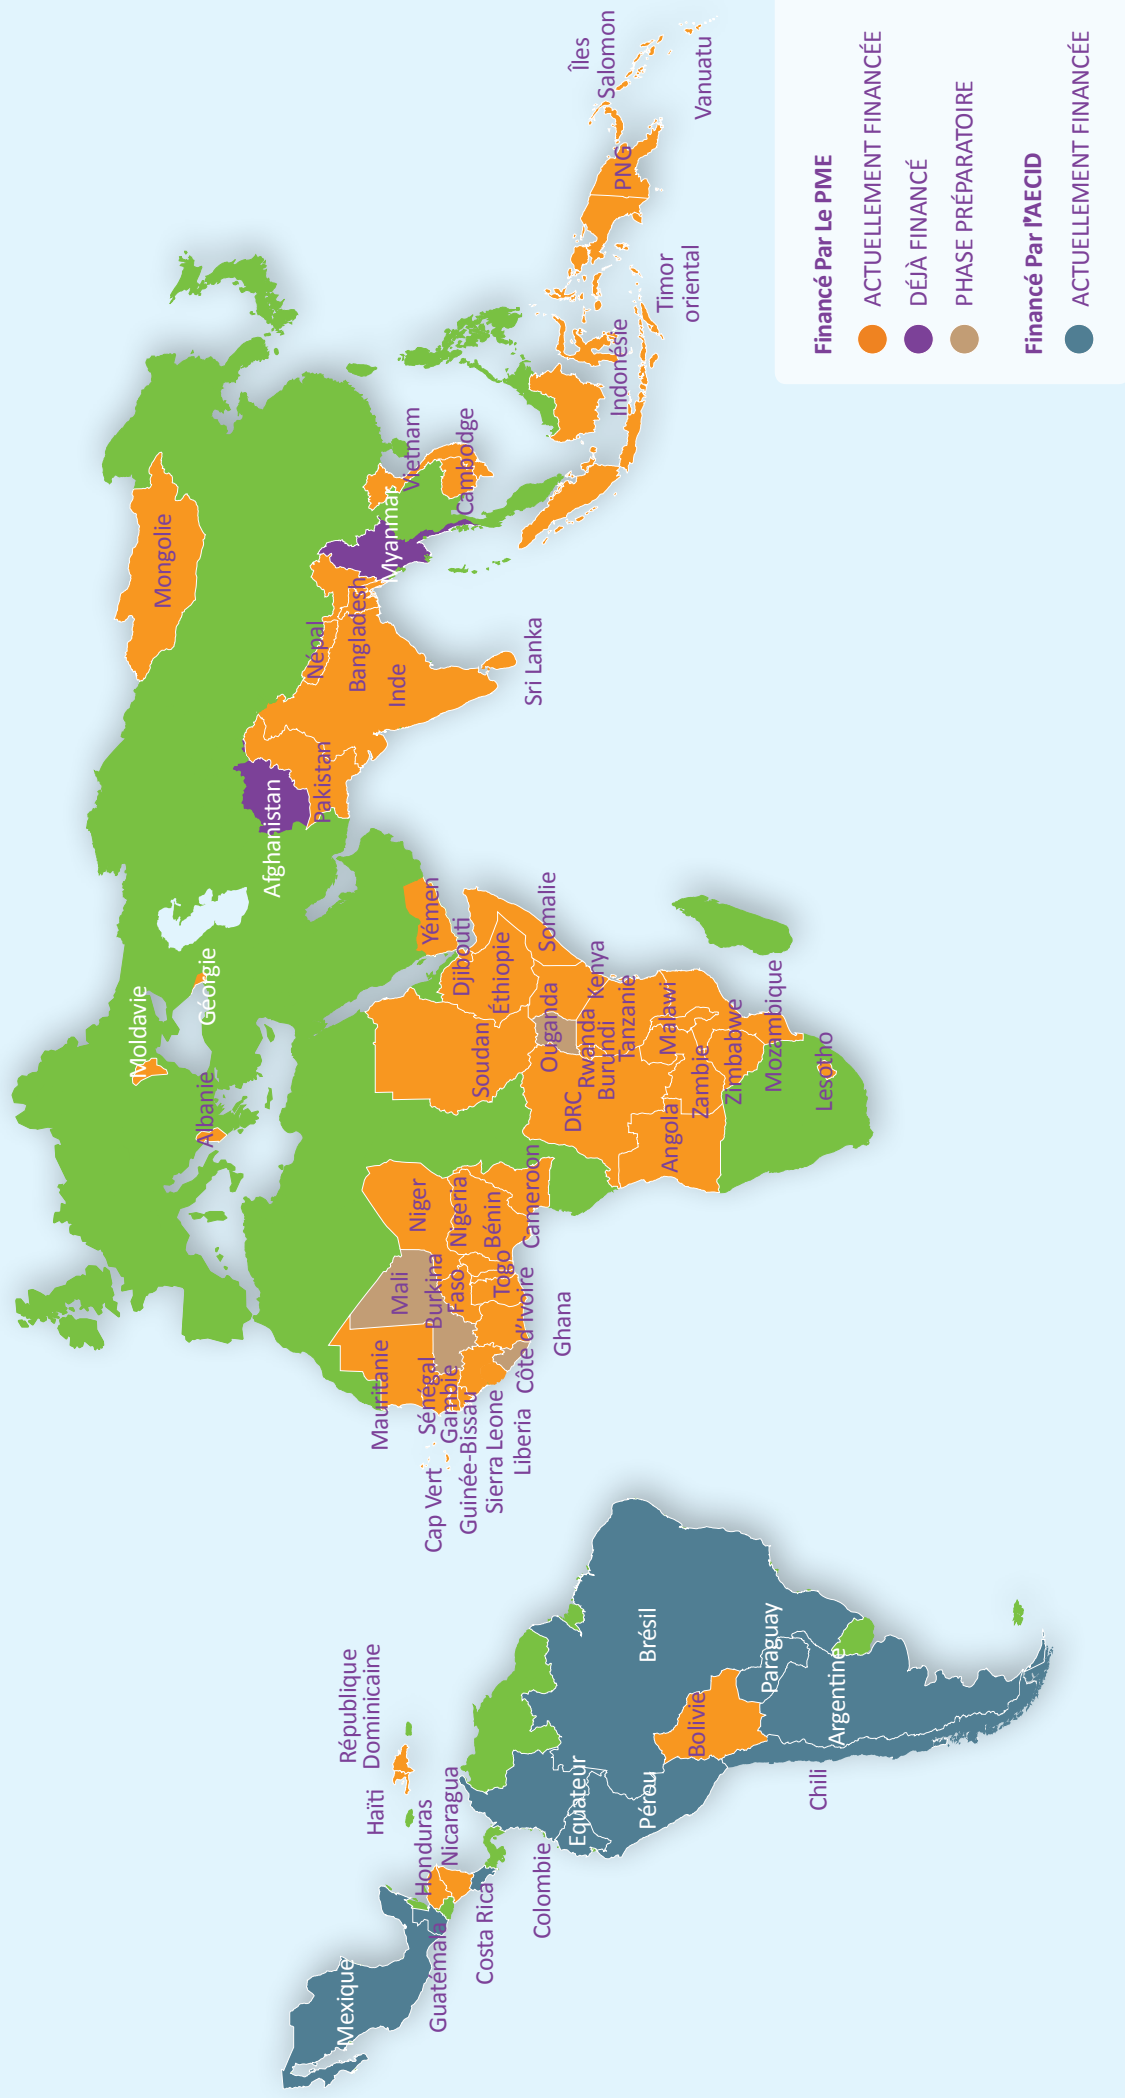 Mexique
Guatémala
Honduras
Nicaragua
Costa Rica
Haïti
République
Dominicaine
Colombie
Equateur
Pérou
Brésil
Bolivie
Paraguay
Argentine
Chili
Cap Vert
Mauritanie
Sénégal
Gambie
Guinée-Bissau
Sierra Leone
Liberia
Côte d'Ivoire
Ghana
Mali
Burkina
Faso
Togo
Bénin
Niger
Nigeria
Cameroon
Soudan
Djibouti
Éthiopie
Somalie
Ouganda
Kenya
DRC
Rwanda
Burundi
Tanzanie
Malawi
Angola
Zambie
Zimbabwe
Mozambique
Lesotho
Albanie
Moldavie
Géorgie
Yémen
Afghanistan
Pakistan
Inde
Népal
Bangladesh
Sri Lanka
Mongolie
Myanmar
Vietnam
Cambodge
Indonésie
Timor
oriental
PNG
Îles
Salomon
Vanuatu
Financé Par Le PME
ACTUELLEMENT FINANCÉE
DÉJÀ FINANCÉ
PHASE PRÉPARATOIRE
Financé Par l'AECID
ACTUELLEMENT FINANCÉE